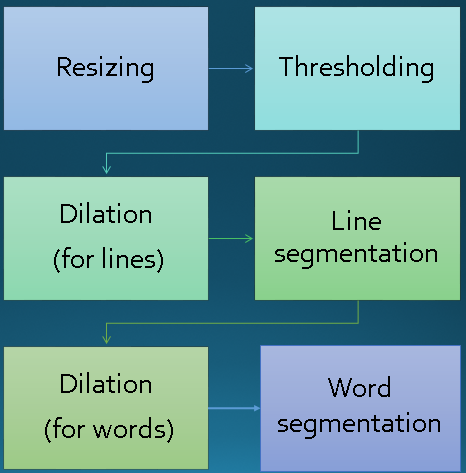 Resizing
Thresholding
Dilation
(for lines)
Line
segmentation
Dilation
(for words)
Word
segmentation